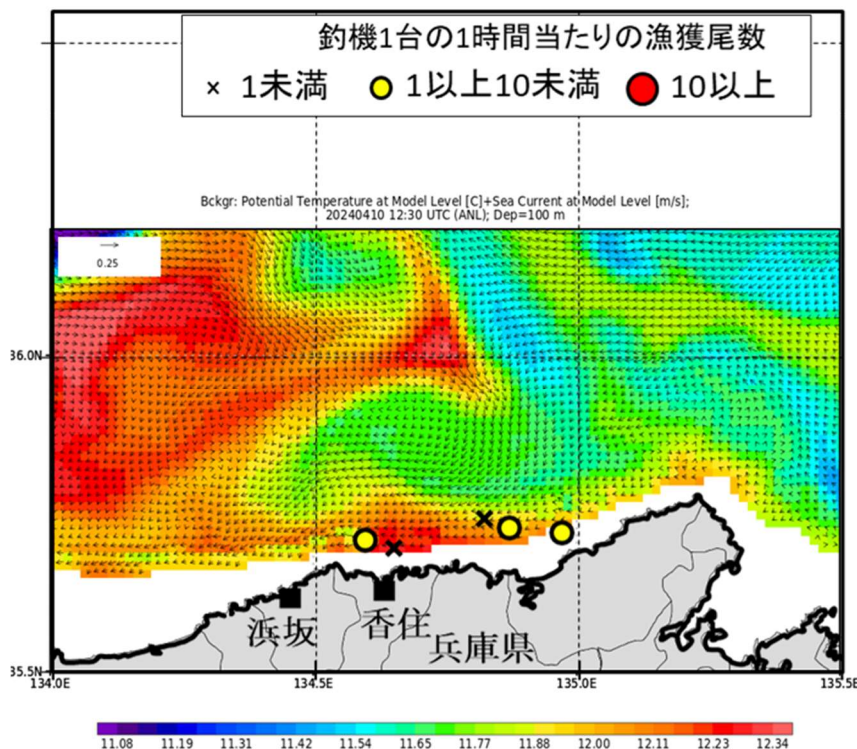 釣機1台の1時間当たりの漁獲尾数
× 1未満 1以上10未満 10以上
Bckgr: Potential Temperature at Model Level [C]+Sea Current at Model Level [m/s];
20240410 12:30 UTC (ANL); Dep=100 m
0.25
36.0N
浜坂
香住
兵庫県
35.5N
134.0E 134.5E 135.0E 135.5E
11.08 11.19 11.31 11.42 11.54 11.65 11.77 11.88 12.00 12.11 12.23 12.34